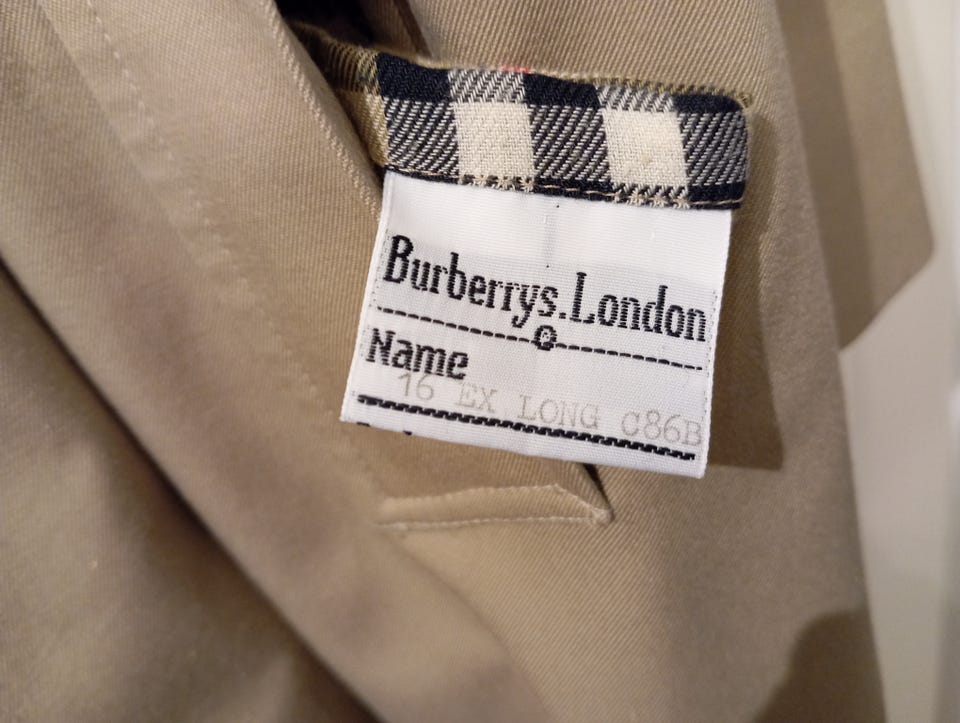 Burberrys. London
Name
16 EX LONG C86B